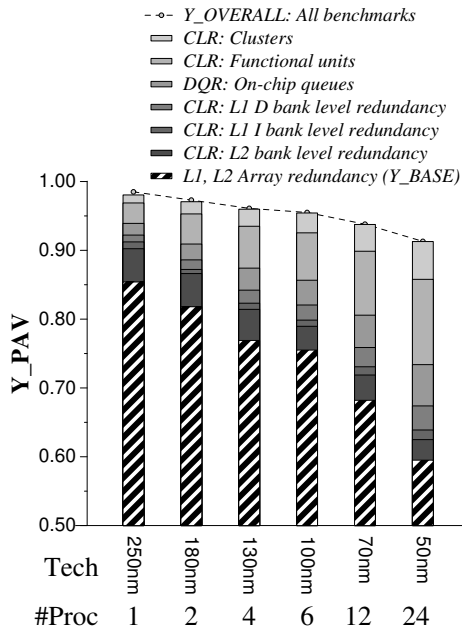 Y_OVERALL: All benchmarks
CLR: Clusters
CLR: Functional units
DQR: On-chip queues
CLR: L1 D bank level redundancy
CLR: L1 I bank level redundancy
CLR: L2 bank level redundancy
L1, L2 Array redundancy (Y_BASE)
Y_PAV
1.00
0.90
0.80
0.70
0.60
0.50
Tech 250nm 180nm 130nm 100nm 70nm 50nm
#Proc 1 2 4 6 12 24